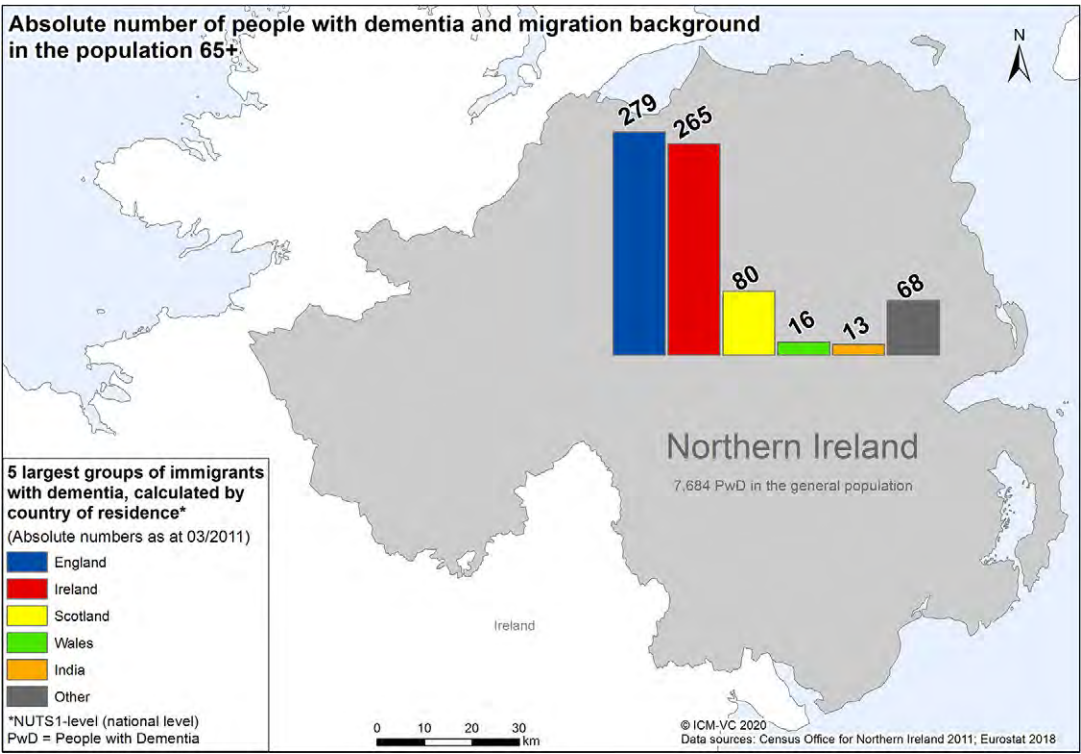 Absolute number of people with dementia and migration background
in the population 65+
N
279
265
80
16
13
68
Northern Ireland
7,684 PwD in the general population
5 largest groups of immigrants
with dementia, calculated by
country of residence*
(Absolute numbers as at 03/2011)
England
Ireland
Scotland
Wales
India
Other
*NUTS1-level (national level)
PwD = People with Dementia
Ireland
0 10 20 30
km
© ICM-VC 2020
Data sources: Census Office for Northern Ireland 2011; Eurostat 2018